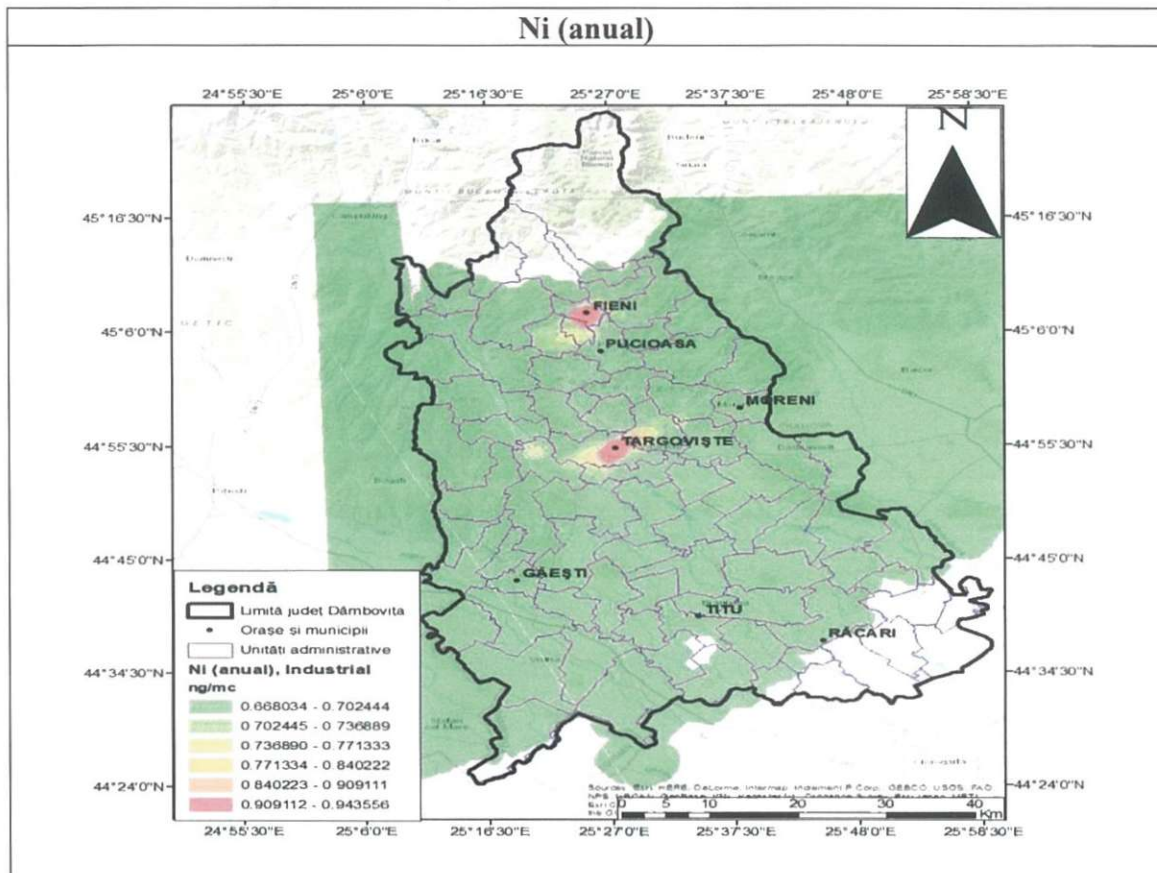 Ni (anual)
24°55'30"E 25°6'0"E 25°16'30"E 25°27'0"E 25°37'30"E 25°48'0"E 25°58'30"E
N
45°16'30"N 45°16'30"N
FIENI
45°6'0"N 45°6'0"N
PUCIOASA
MORENI
TARGOVIŞTE
44°55'30"N 44°55'30"N
44°45'0"N 44°45'0"N
GĂEŞTI
TITU
RĂCARI
44°34'30"N 44°34'30"N
44°24'0"N 44°24'0"N
Legendă
Limită județ Dâmbovița
Orașe și municipii
Unități administrative
Ni (anual), Industrial
ng/mc
0.668034 - 0.702444
0.702445 - 0.736889
0.736890 - 0.771333
0.771334 - 0.840222
0.840223 - 0.909111
0.909112 - 0.943556
0 5 10 20 30 40
Km
24°55'30"E 25°6'0"E 25°16'30"E 25°27'0"E 25°37'30"E 25°48'0"E 25°58'30"E